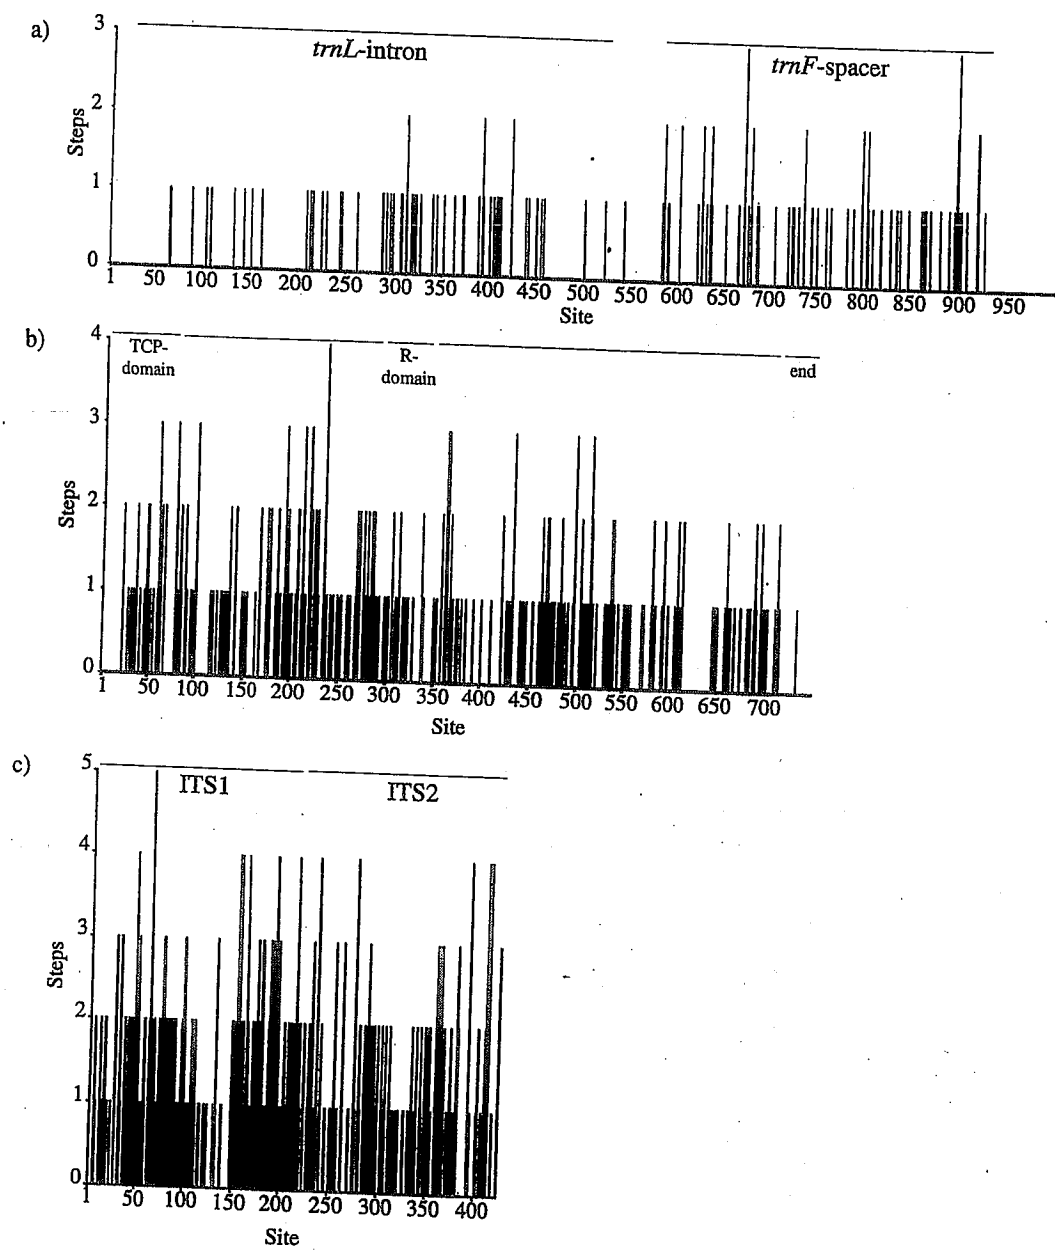 a)
3
trnL-intron
trnF-spacer
2
Steps
1
0
1 50 100 150 200 250 300 350 400 450 500 550 600 650 700 750 800 850 900 950
Site
b)
4
TCP-
domain
R-
domain
end
3
Steps
2
1
0
1 50 100 150 200 250 300 350 400 450 500 550 600 650 700
Site
c)
5
ITS1
ITS2
4
3
Steps
2
1
0
1 50 100 150 200 250 300 350 400
Site